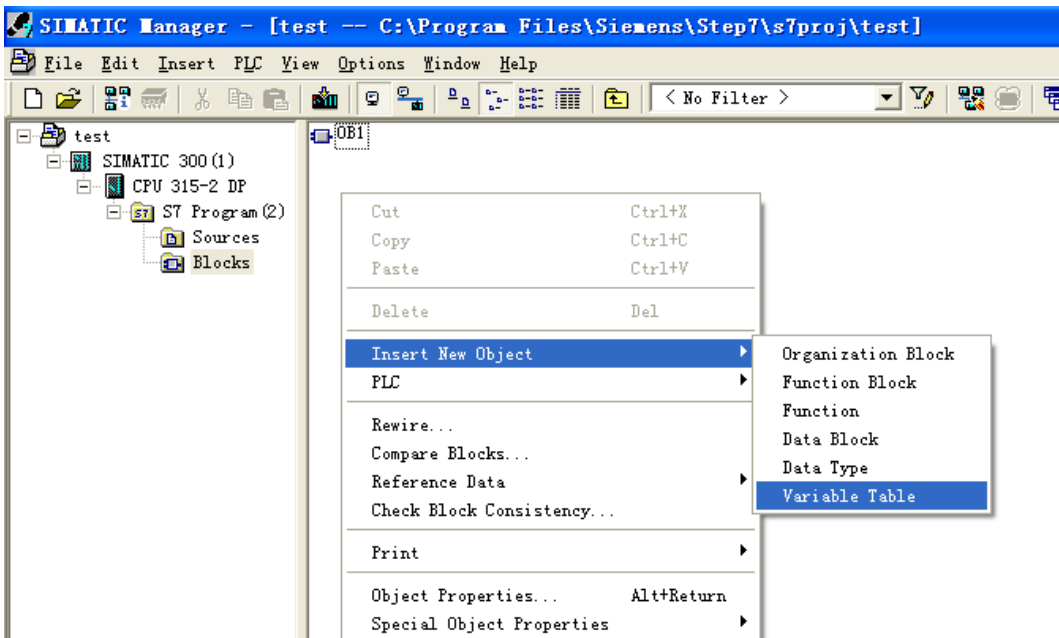 SIMATIC Manager - [test -- C:\Program Files\Siemens\Step7\s7proj\test]
File Edit Insert PLC View Options Window Help
< No Filter >
test
SIMATIC 300(1)
CPU 315-2 DP
S7 Program(2)
Sources
Blocks
OB1
Cut Ctrl+X
Copy Ctrl+C
Paste Ctrl+V
Delete Del
Insert New Object
PLC
Rewire...
Compare Blocks...
Reference Data
Check Block Consistency...
Print
Object Properties... Alt+Return
Special Object Properties
Organization Block
Function Block
Function
Data Block
Data Type
Variable Table